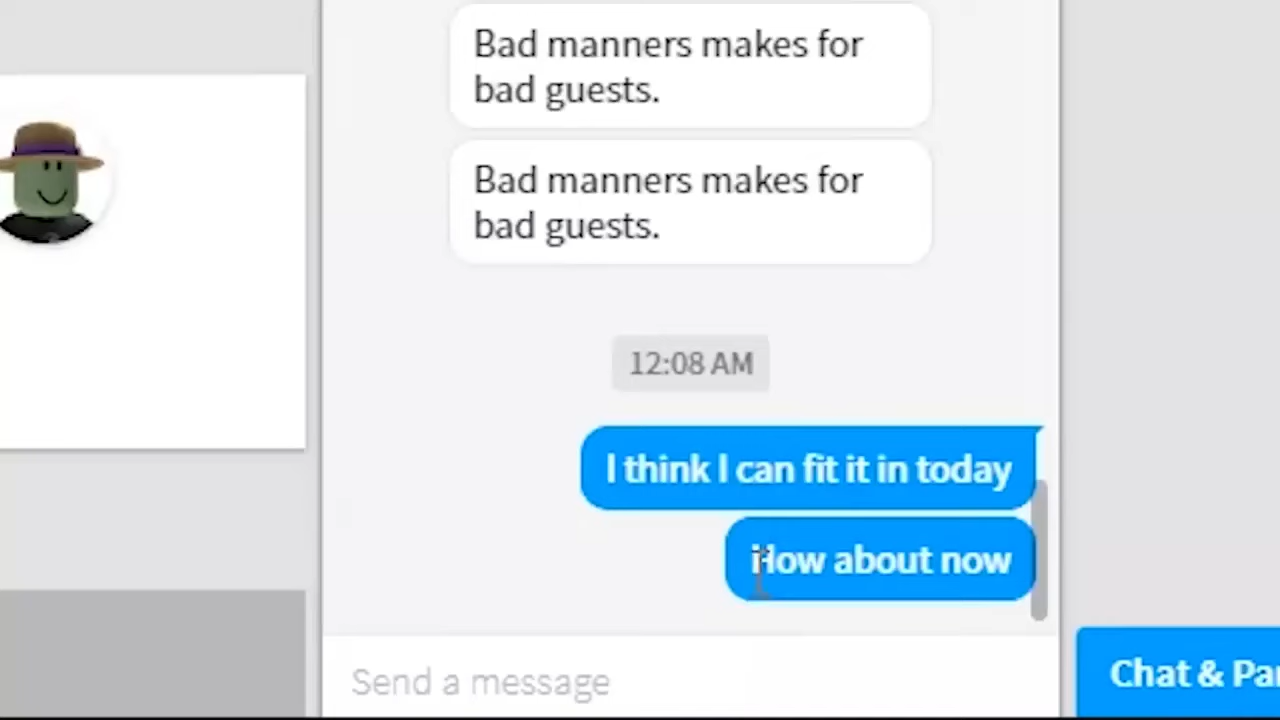 Bad manners makes for
bad guests.
Bad manners makes for
bad guests.
12:08 AM
I think I can fit it in today
How about now
Send a message
Chat &